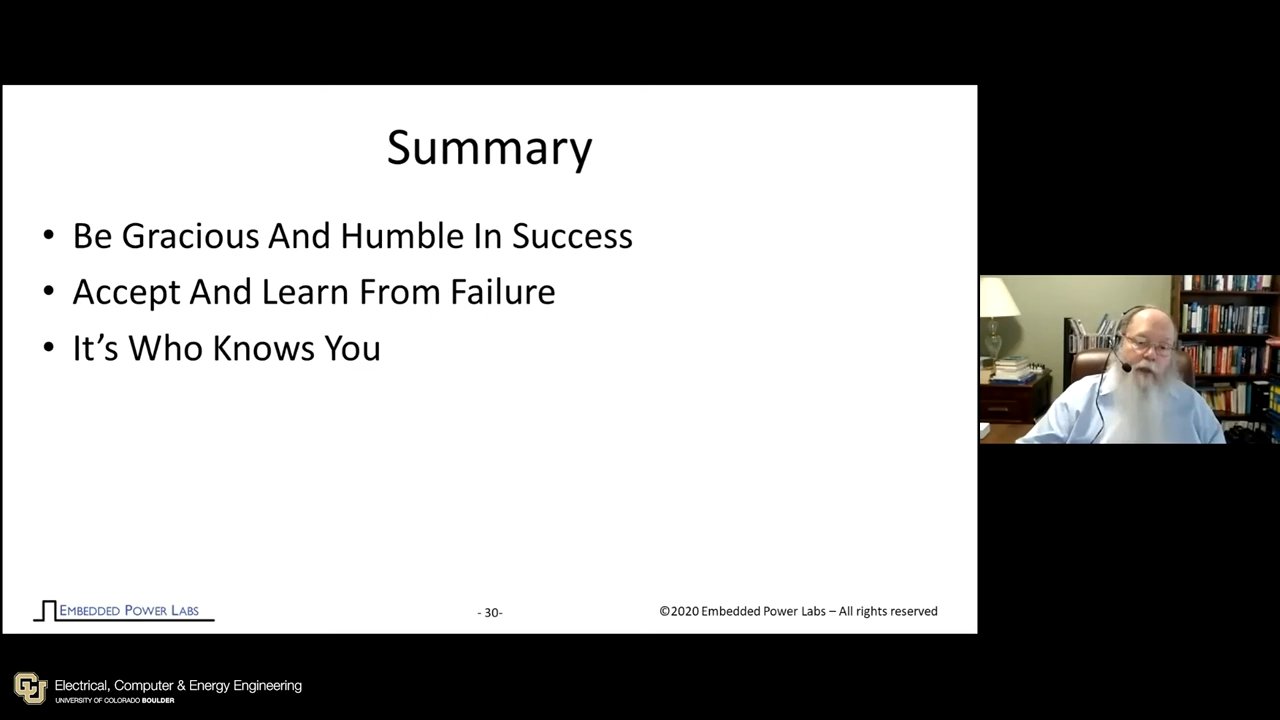 Summary
• Be Gracious And Humble In Success
• Accept And Learn From Failure
• It’s Who Knows You
EMBEDDED POWER LABS
- 30-
©2020 Embedded Power Labs – All rights reserved
CU
Electrical, Computer & Energy Engineering
UNIVERSITY OF COLORADO BOULDER